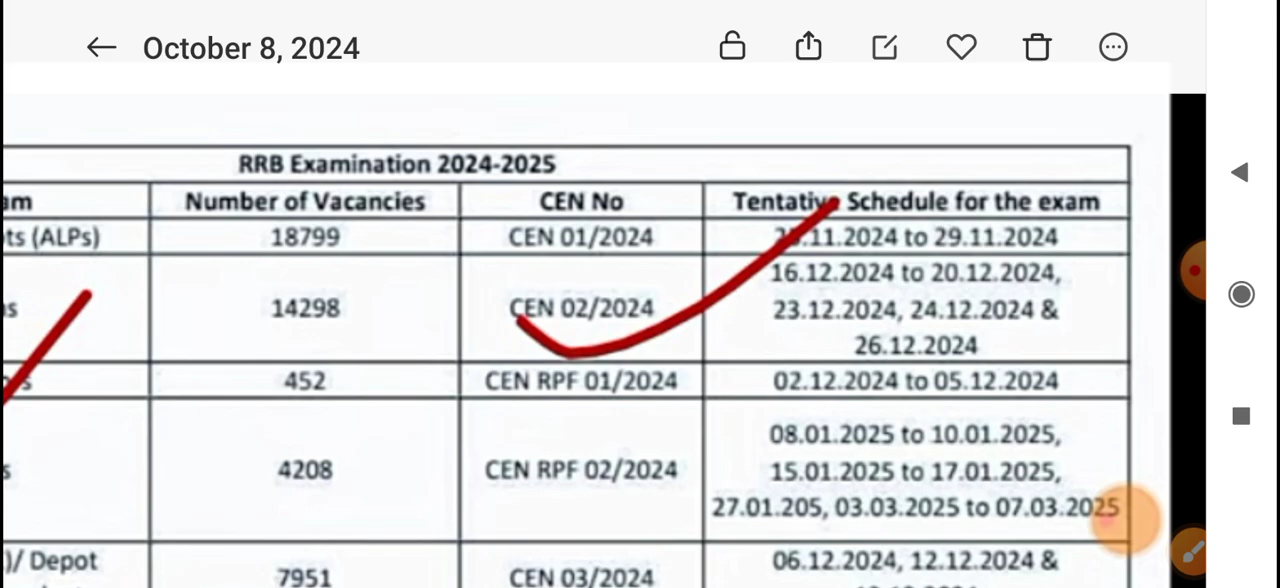 October 8, 2024
RRB Examination 2024-2025
am Number of Vacancies CEN No Tentative Schedule for the exam
ts (ALPs) 18799 CEN 01/2024 .11.2024 to 29.11.2024
16.12.2024 to 20.12.2024,
14298 CEN 02/2024 23.12.2024, 24.12.2024 &
26.12.2024
452 CEN RPF 01/2024 02.12.2024 to 05.12.2024
08.01.2025 to 10.01.2025,
s 4208 CEN RPF 02/2024 15.01.2025 to 17.01.2025,
27.01.205, 03.03.2025 to 07.03.2025
)/ Depot 06.12.2024, 12.12.2024 &
7951 CEN 03/2024